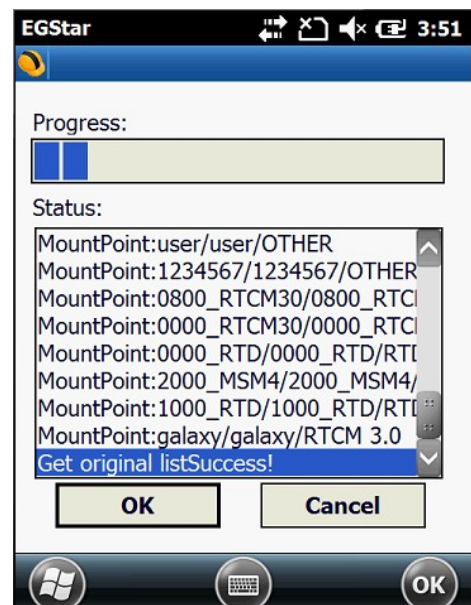 EGStar 3:51
Progress:
Status:
MountPoint:user/user/OTHER
MountPoint:1234567/1234567/OTHER
MountPoint:0800_RTCM30/0800_RTC
MountPoint:0000_RTCM30/0000_RTC
MountPoint:0000_RTD/0000_RTD/RT
MountPoint:2000_MSM4/2000_MSM4/
MountPoint:1000_RTD/1000_RTD/RT
MountPoint:galaxy/galaxy/RTCM 3.0
Get original listSuccess!
OK Cancel
OK